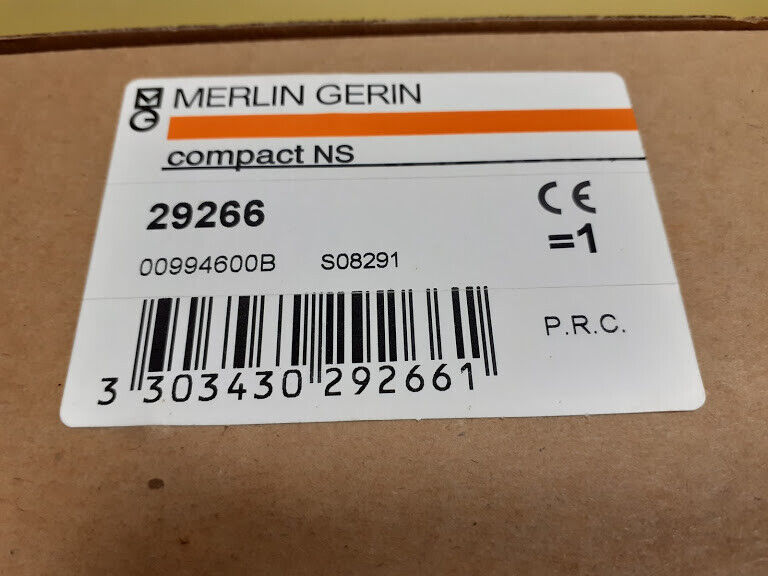 MERLIN GERIN
compact NS
29266
CE
=1
00994600B S08291
P.R.C.
3 303430 292661